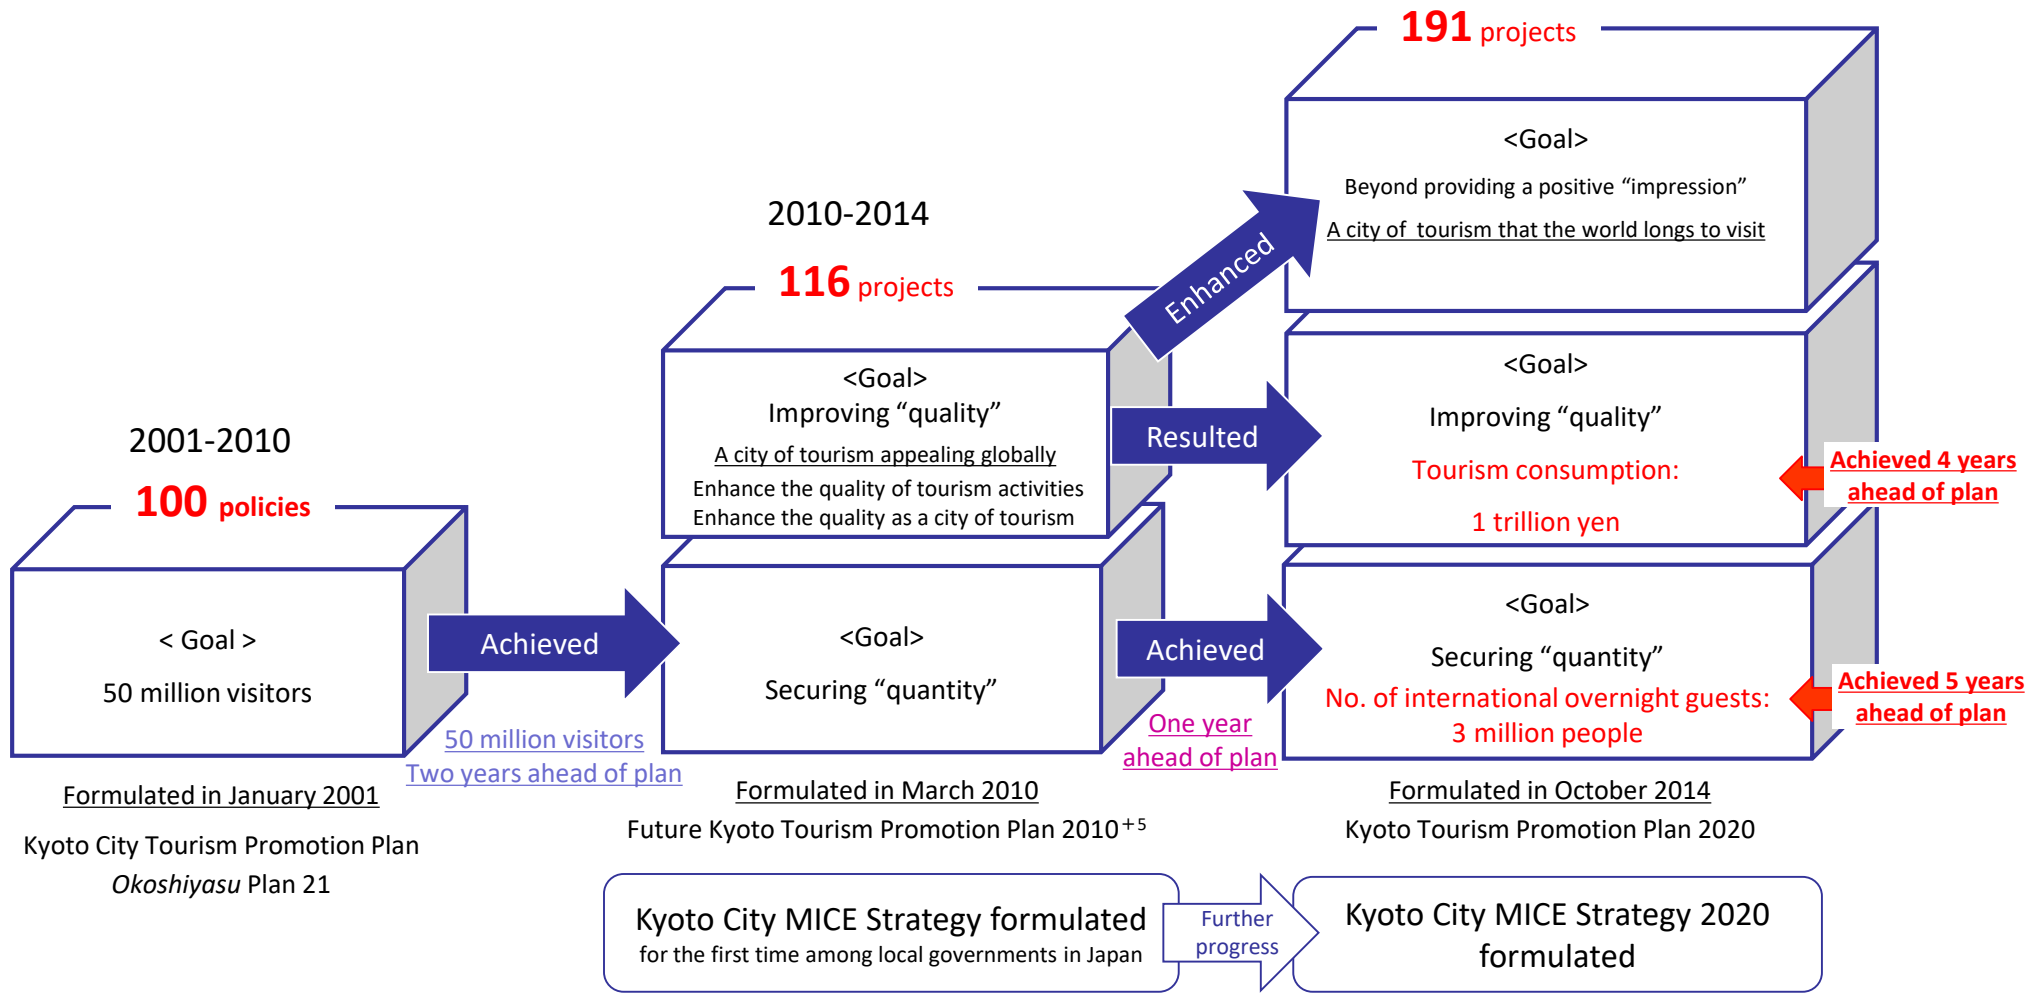 2001-2010
100 policies
< Goal >
50 million visitors
Formulated in January 2001
Kyoto City Tourism Promotion Plan
Okoshiyasu Plan 21
Achieved
50 million visitors
Two years ahead of plan
2010-2014
116 projects
<Goal>
Improving “quality”
A city of tourism appealing globally
Enhance the quality of tourism activities
Enhance the quality as a city of tourism
<Goal>
Securing “quantity”
Formulated in March 2010
Future Kyoto Tourism Promotion Plan 2010⁺⁵
Enhanced
Resulted
Achieved
One year
ahead of plan
191 projects
<Goal>
Beyond providing a positive “impression”
A city of tourism that the world longs to visit
<Goal>
Improving “quality”
Tourism consumption:
1 trillion yen
Achieved 4 years
ahead of plan
<Goal>
Securing “quantity”
No. of international overnight guests:
3 million people
Achieved 5 years
ahead of plan
Formulated in October 2014
Kyoto Tourism Promotion Plan 2020
Kyoto City MICE Strategy formulated
for the first time among local governments in Japan
Further
progress
Kyoto City MICE Strategy 2020
formulated